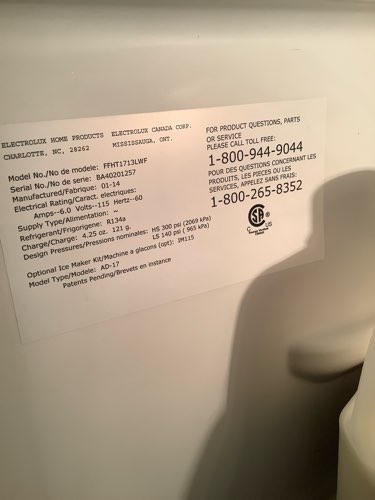 ELECTROLUX HOME PRODUCTS ELECTROLUX CANADA CORP.
CHARLOTTE, NC, 28262 MISSISSAUGA, ONT.
Model No./No de modele: FFHT1713LWF
Serial No./No de serie: BA40201257
Manufactured/Fabrique: 01-14
Electrical Rating/Caract. electriques:
Amps--6.0 Volts--115 Hertz--60
Supply Type/Alimentation: ~
Refrigerant/Frigorigene: R134a
Charge/Charge: 4.25 oz. 121 g.
Design Pressures/Pressions nominales: HS 300 psi (2069 kPa)
LS 140 psi ( 965 kPa)
Optional Ice Maker Kit/Machine a glacons (opt): IM115
Model Type/Modele: AD-17
Patents Pending/Brevets en instance
FOR PRODUCT QUESTIONS, PARTS
OR SERVICE
PLEASE CALL TOLL FREE:
1-800-944-9044
POUR DES QUESTIONS CONCERNANT LES
PRODUITS, LES PIECES OU LES
SERVICES, APPELEZ SANS FRAIS:
1-800-265-8352
C US